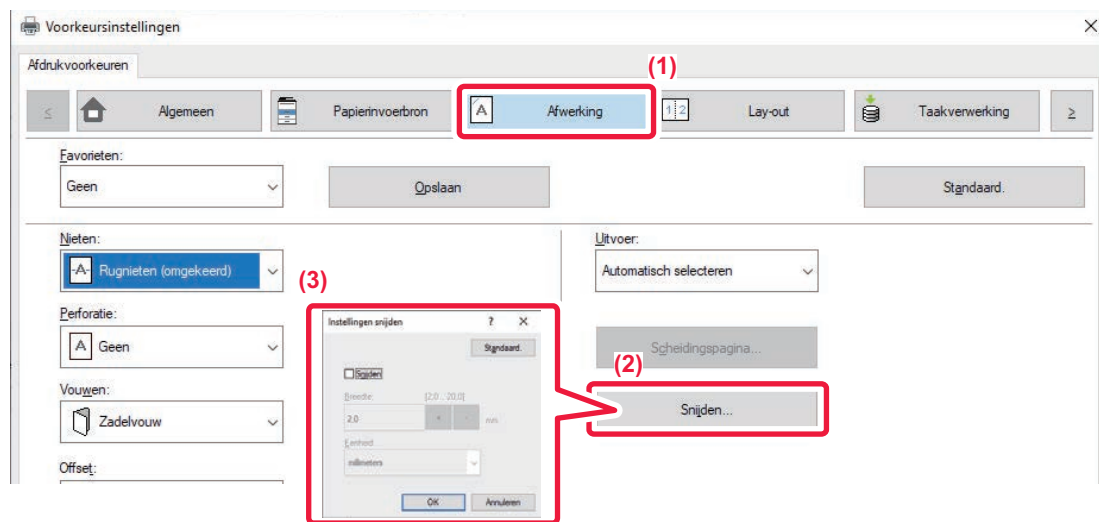 Voorkeursinstellingen
Afdrukvoorkeuren
(1)
≤ Algemeen Papierinvoerbron A Afwerking 1 2 Lay-out Taakverwerking ≥
Favorieten:
Geen Opslaan Standaard.
Nieten: Uitvoer:
-A- Rugnieten (omgekeerd) Automatisch selecteren
(3)
Perforatie:
A Geen
Scheidingspagina...
(2)
Vouwen:
Zadelvouw
Snijden...
Offset:
Instellingen snijden ? ×
Standaard.
Snijden
Breedte: [2,0 .. 20,0]
2,0 + - mm
Eenheid
millimeters
OK Annuleren